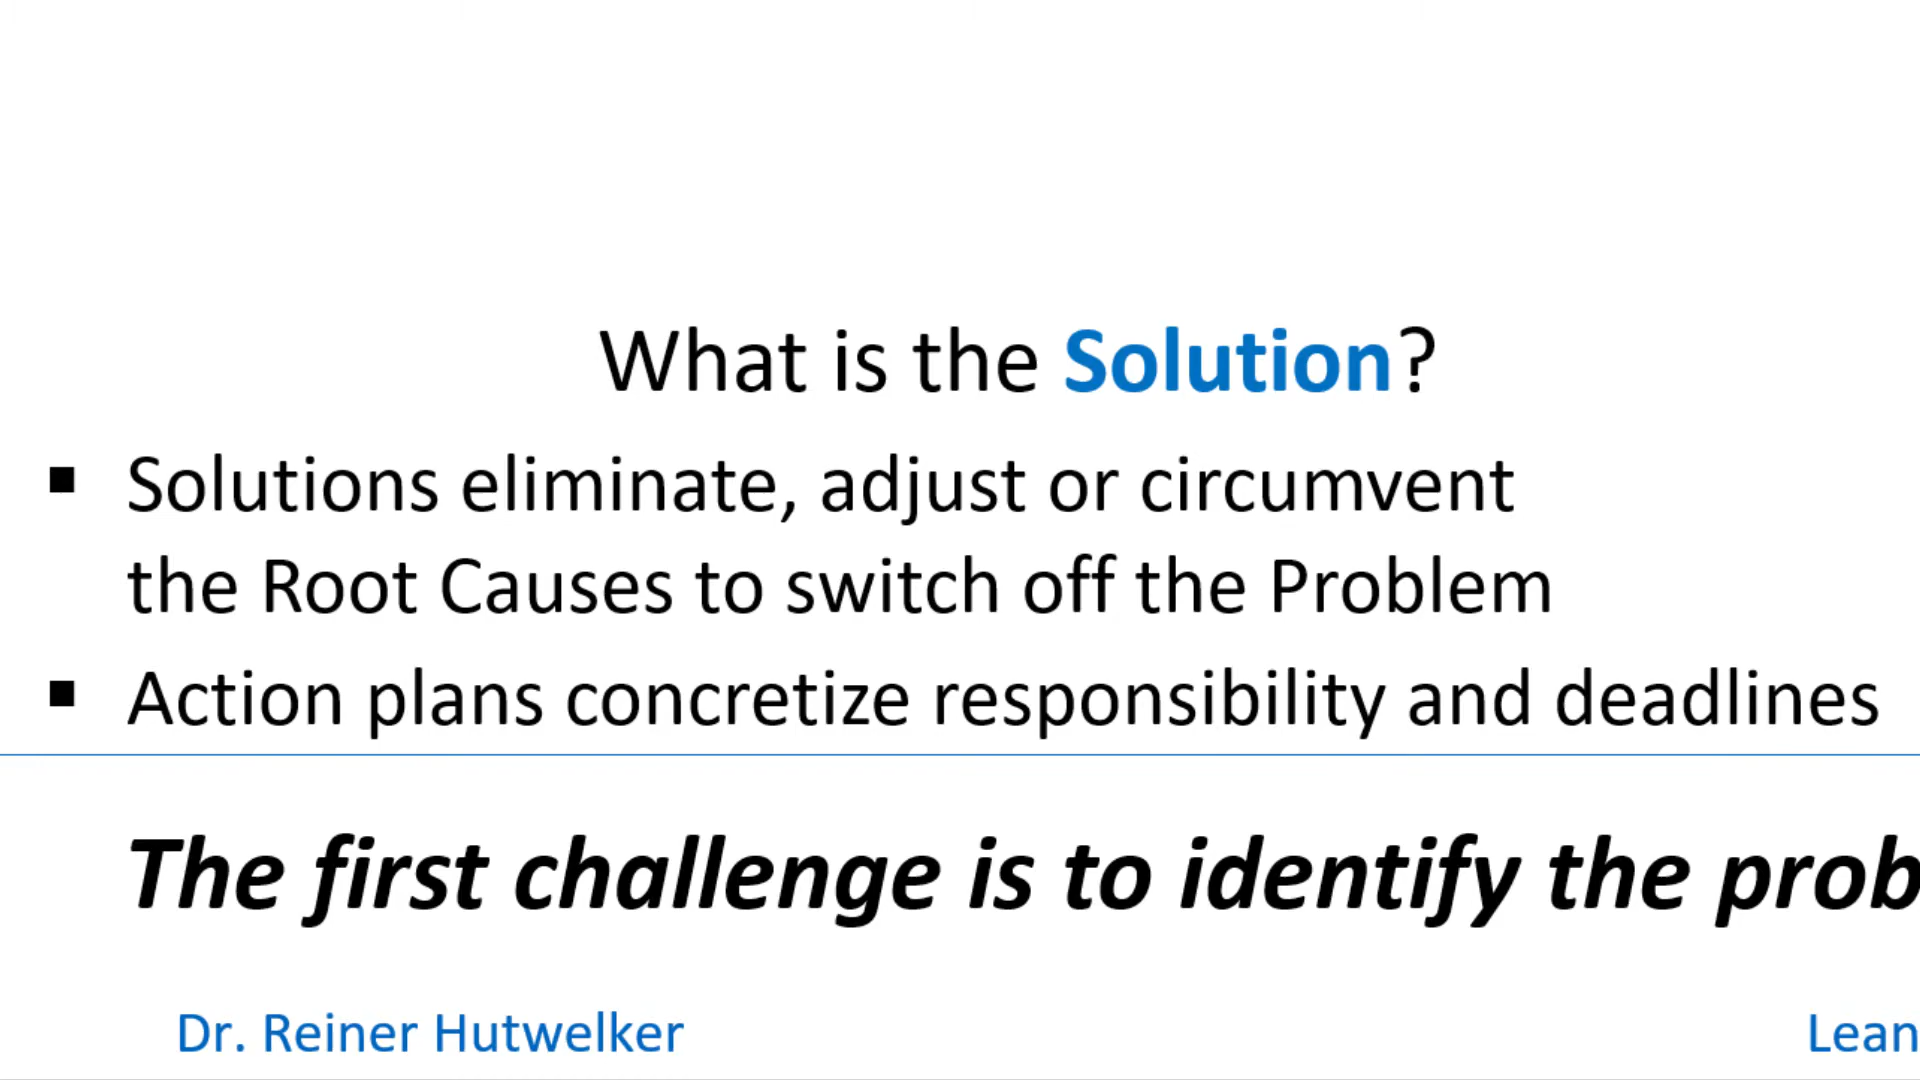 What is the Solution?
▪ Solutions eliminate, adjust or circumvent
the Root Causes to switch off the Problem
▪ Action plans concretize responsibility and deadlines
The first challenge is to identify the prob
Dr. Reiner Hutwelker
Lean